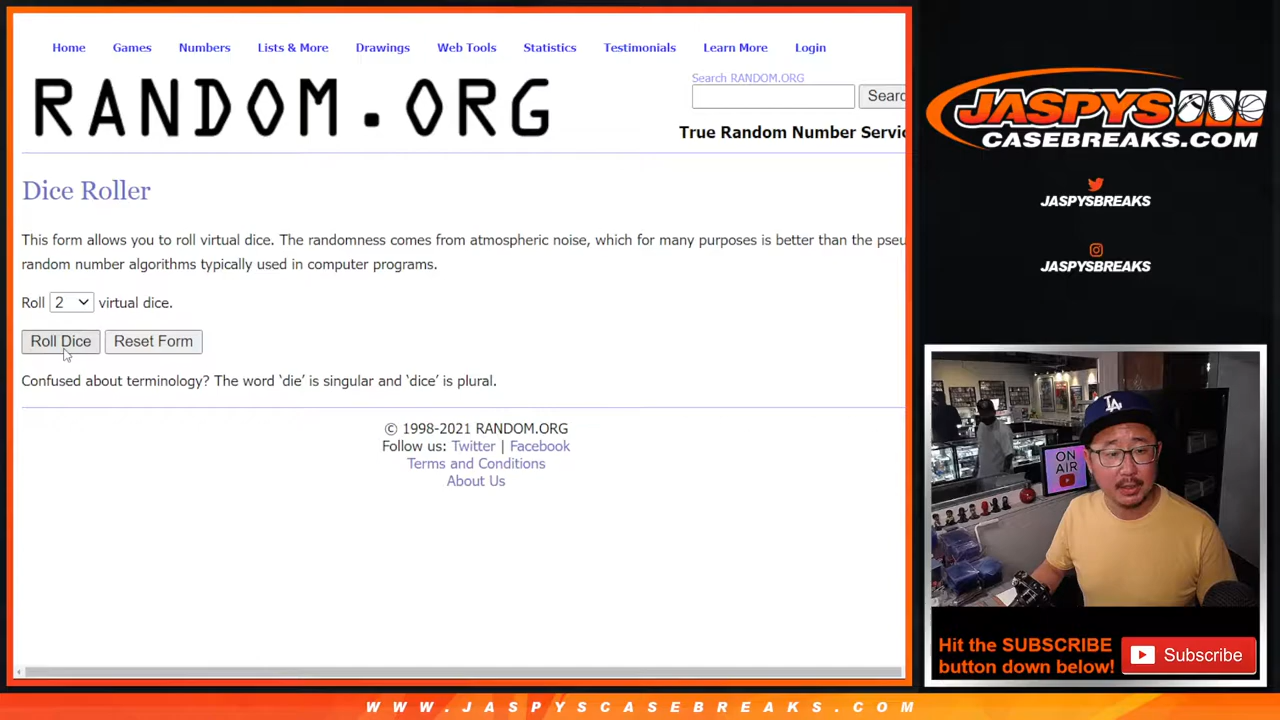 Home Games Numbers Lists & More Drawings Web Tools Statistics Testimonials Learn More Login
RANDOM.ORG
Search RANDOM.ORG
Searc
True Random Number Servic
Dice Roller
This form allows you to roll virtual dice. The randomness comes from atmospheric noise, which for many purposes is better than the pseu
random number algorithms typically used in computer programs.
Roll 2 virtual dice.
Roll Dice Reset Form
Confused about terminology? The word ‘die’ is singular and ‘dice’ is plural.
© 1998-2021 RANDOM.ORG
Follow us: Twitter | Facebook
Terms and Conditions
About Us
JASPYS
CASEBREAKS.COM
JASPYSBREAKS
JASPYSBREAKS
LA
ON
AIR
Hit the SUBSCRIBE
button down below!
Subscribe
WWW.JASPYSCASEBREAKS.COM